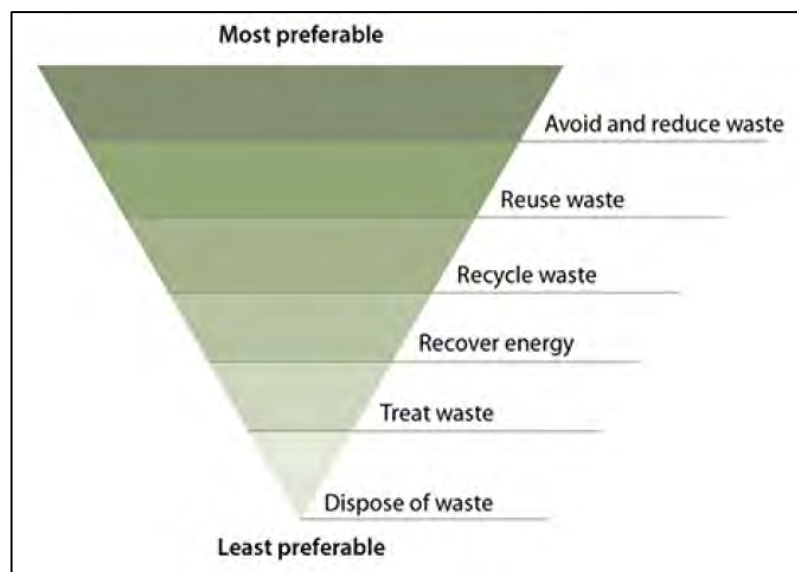 Most preferable
Avoid and reduce waste
Reuse waste
Recycle waste
Recover energy
Treat waste
Dispose of waste
Least preferable